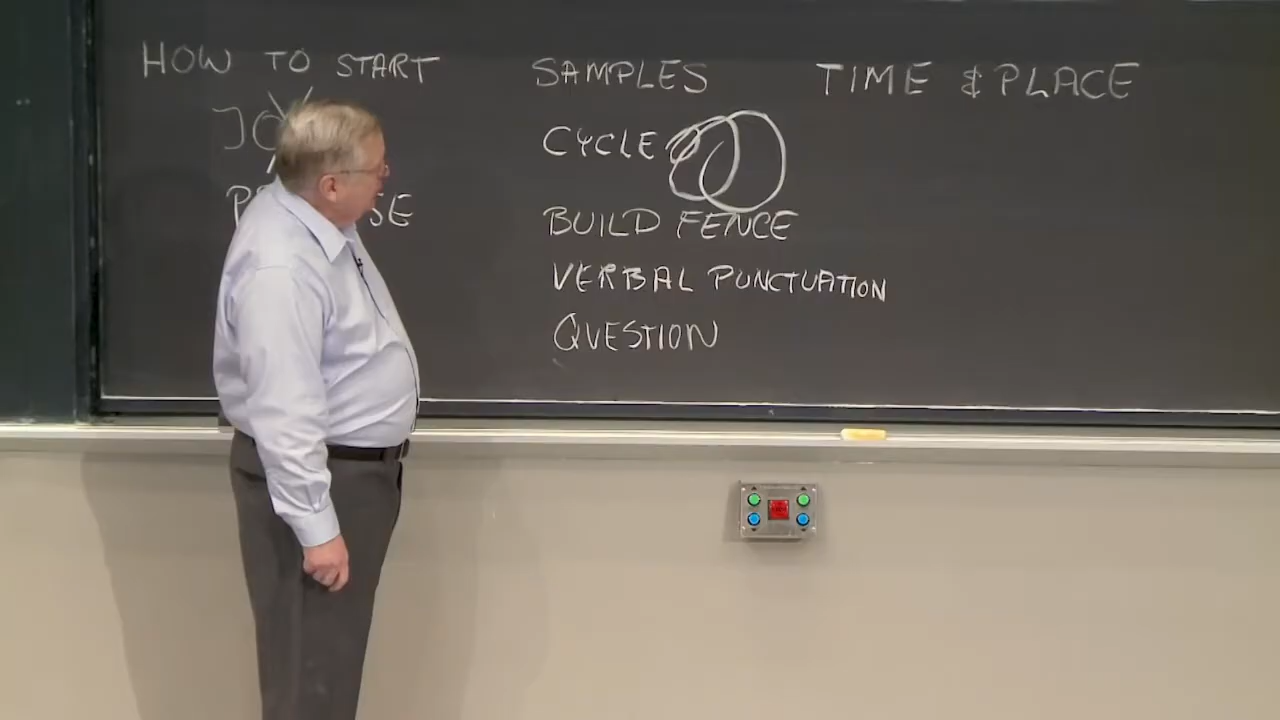 HOW TO START
SAMPLES
CYCLE
BUILD FENCE
VERBAL PUNCTUATION
QUESTION
TIME & PLACE